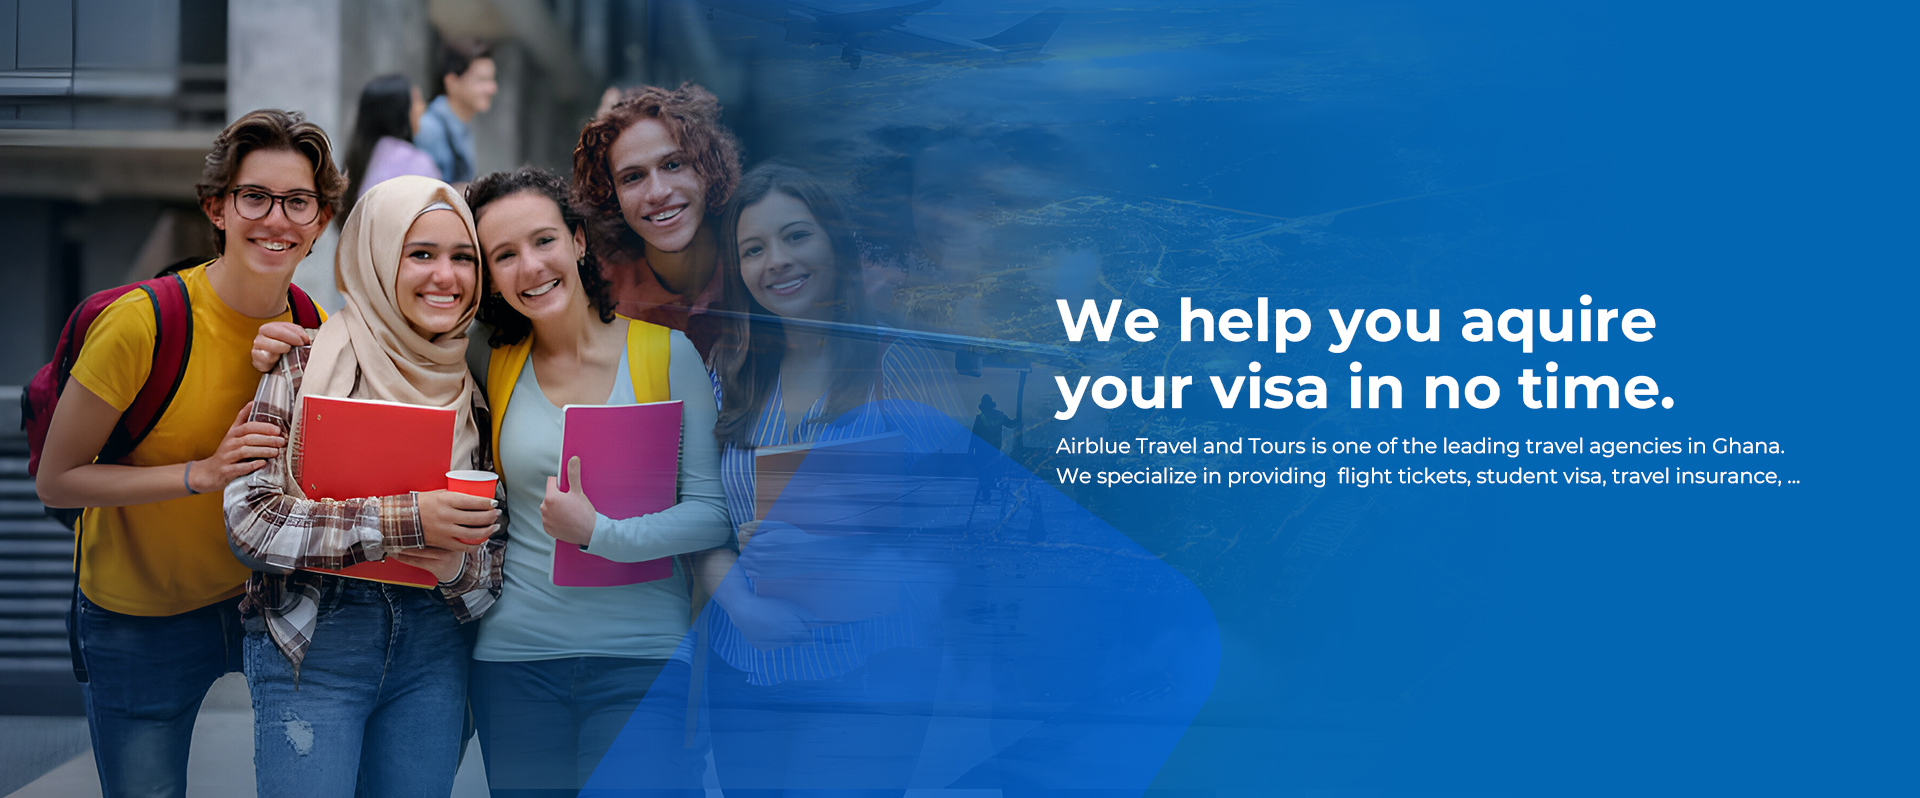 We help you aquire
your visa in no time.
Airblue Travel and Tours is one of the leading travel agencies in Ghana.
We specialize in providing  flight tickets, student visa, travel insurance, ...